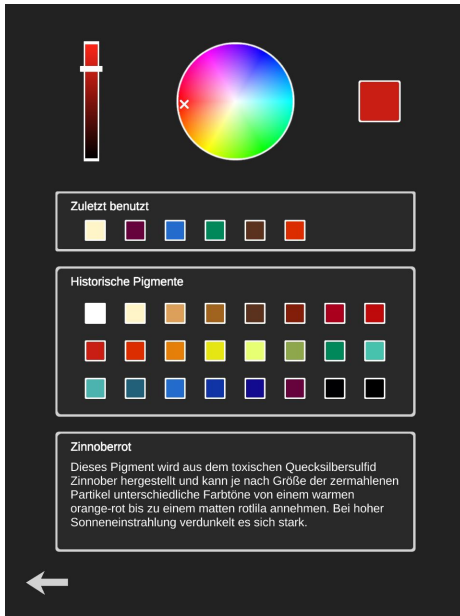 Zuletzt benutzt
Historische Pigmente
Zinnoberrot
Dieses Pigment wird aus dem toxischen Quecksilbersulfid
Zinnober hergestellt und kann je nach Größe der zermahlenen
Partikel unterschiedliche Farbtöne von einem warmen
orange-rot bis zu einem matten rotlila annehmen. Bei hoher
Sonneneinstrahlung verdunkelt es sich stark.